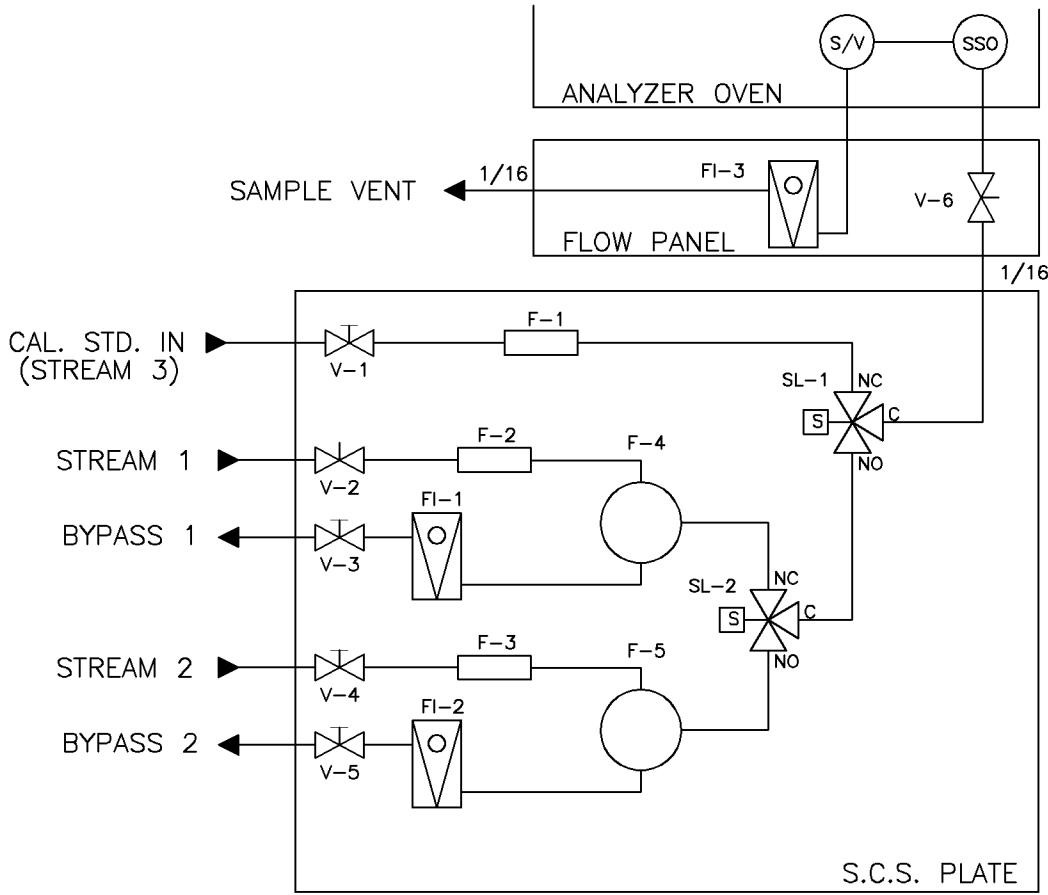 S/V
SSO
ANALYZER OVEN
1/16
FI-3
SAMPLE VENT
V-6
FLOW PANEL
1/16
F-1
CAL. STD. IN
(STREAM 3)
V-1
SL-1
NC
S
C
NO
F-2
F-4
STREAM 1
V-2
FI-1
BYPASS 1
V-3
SL-2
NC
S
C
NO
F-3
F-5
STREAM 2
V-4
FI-2
BYPASS 2
V-5
S.C.S. PLATE